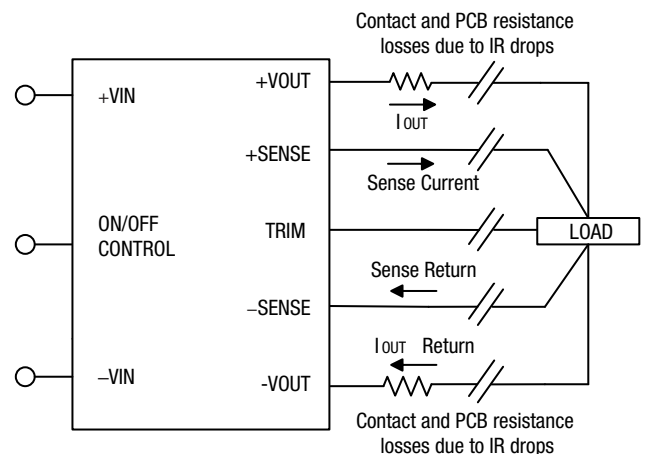 Contact and PCB resistance
losses due to IR drops
+VOUT
+VIN
IOUT
+SENSE
Sense Current
ON/OFF
CONTROL
TRIM
LOAD
Sense Return
−SENSE
IOUT Return
−VIN
-VOUT
Contact and PCB resistance
losses due to IR drops